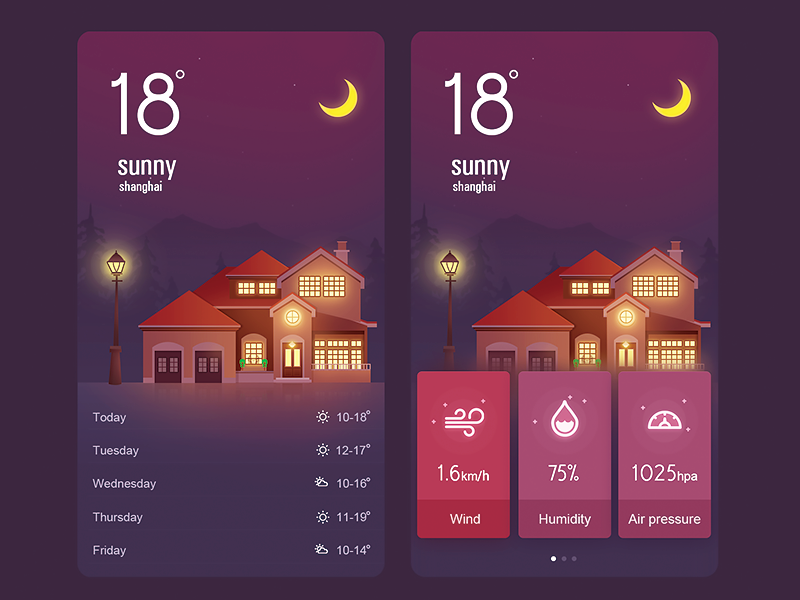 18°
sunny
shanghai
Today 10-18°
Tuesday 12-17°
Wednesday 10-16°
Thursday 11-19°
Friday 10-14°
18°
sunny
shanghai
1.6km/h
Wind
75%
Humidity
1025hpa
Air pressure